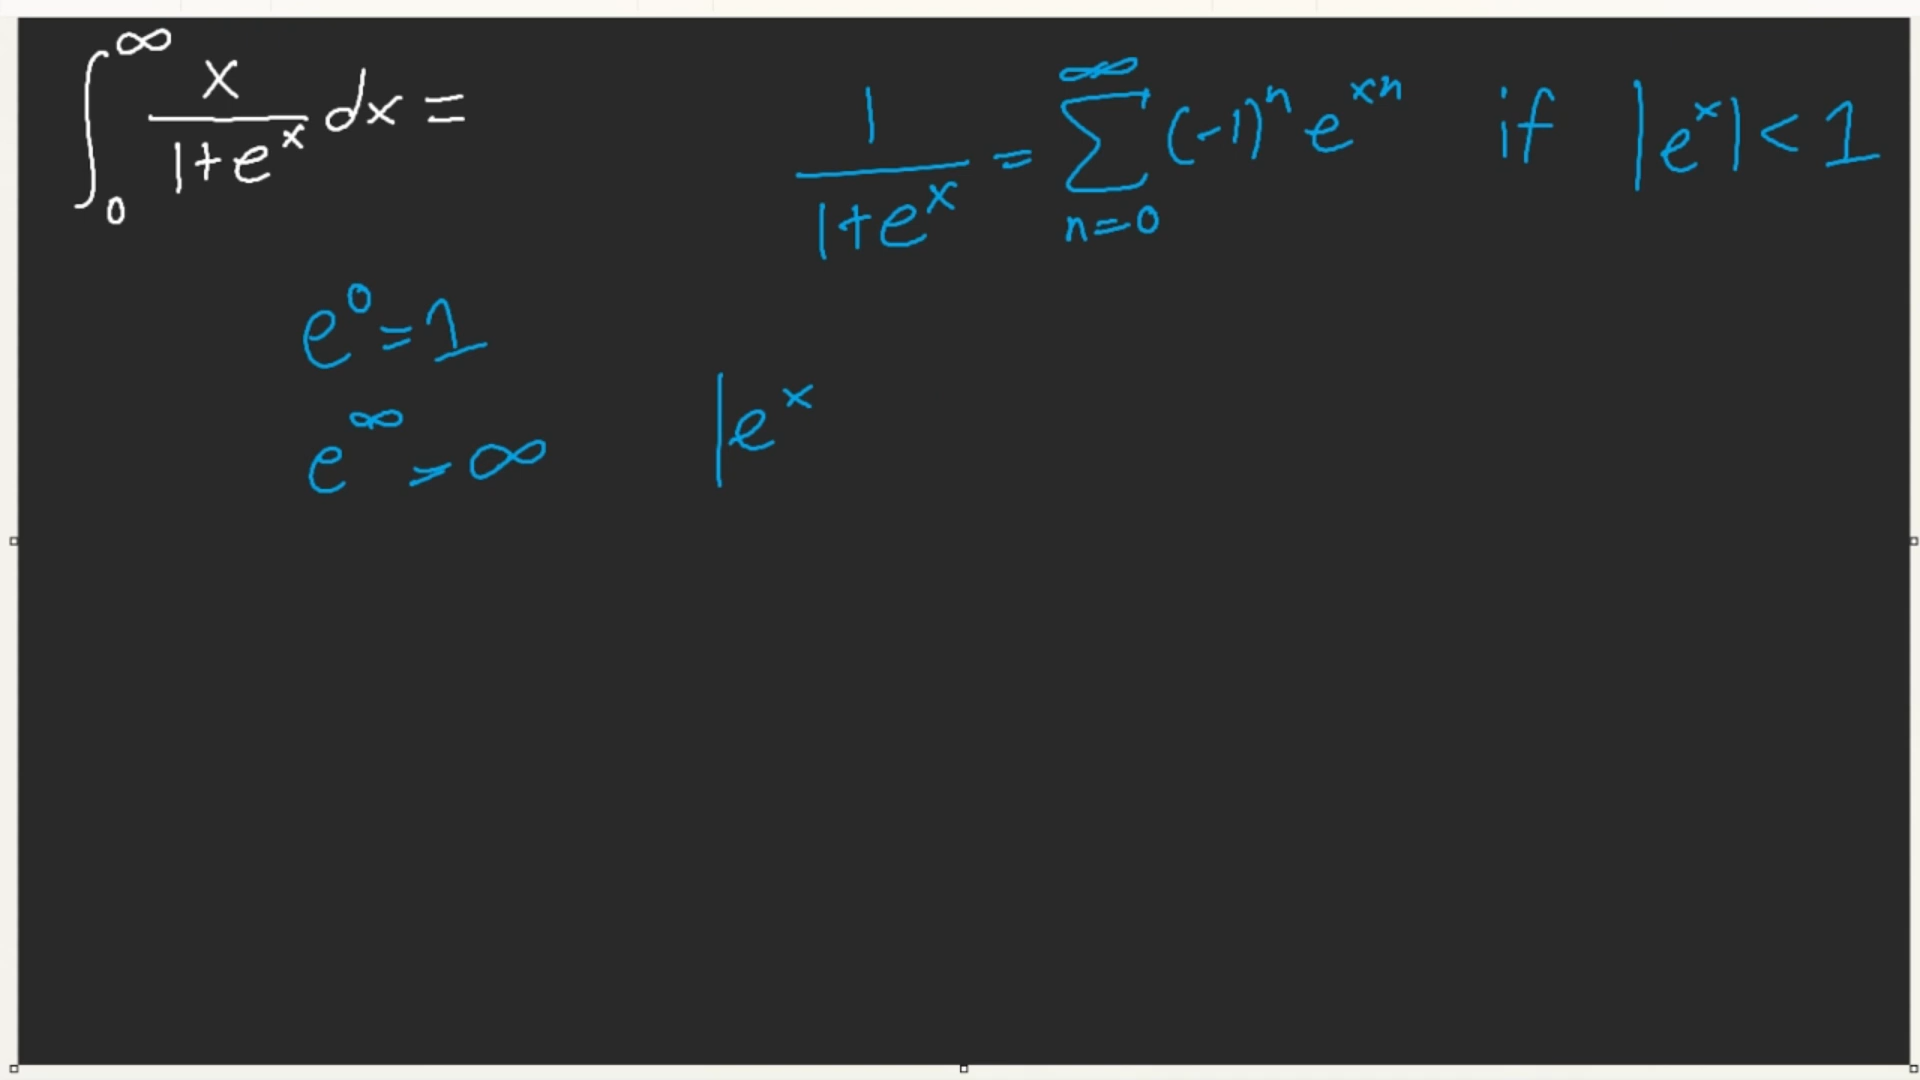 ∫₀^∞ x/(1+e^x) dx =
1/(1+e^x) = ∑_{n=0}^∞ (-1)^n e^{xn} if |e^x| < 1
e^0 = 1
e^∞ = ∞ |e^x